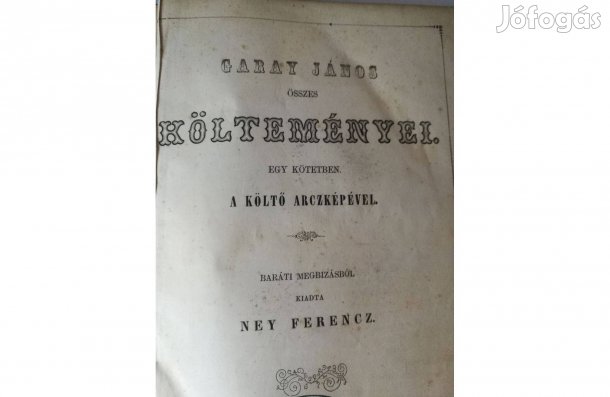 Jófogás
GARAY JÁNOS
ÖSSZES
KÖLTEMÉNYEI.
EGY KÖTETBEN.
A KÖLTŐ ARCZKÉPÉVEL.
BARÁTI MEGBIZÁSBÓL
KIADTA
NEY FERENCZ.